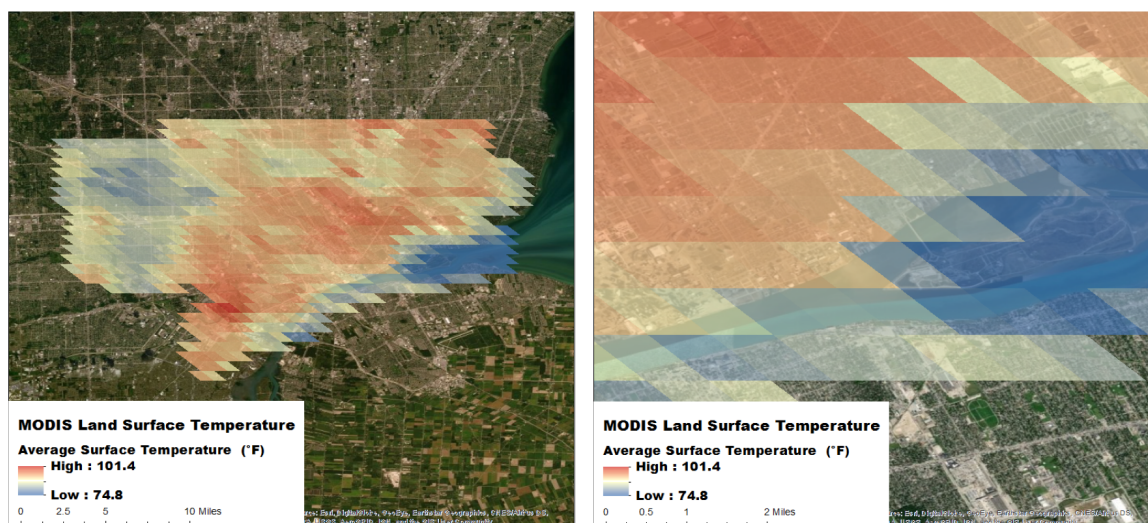 MODIS Land Surface Temperature
Average Surface Temperature (°F)
High : 101.4
Low : 74.8
0 2.5 5 10 Miles
MODIS Land Surface Temperature
Average Surface Temperature (°F)
High : 101.4
Low : 74.8
0 0.5 1 2 Miles